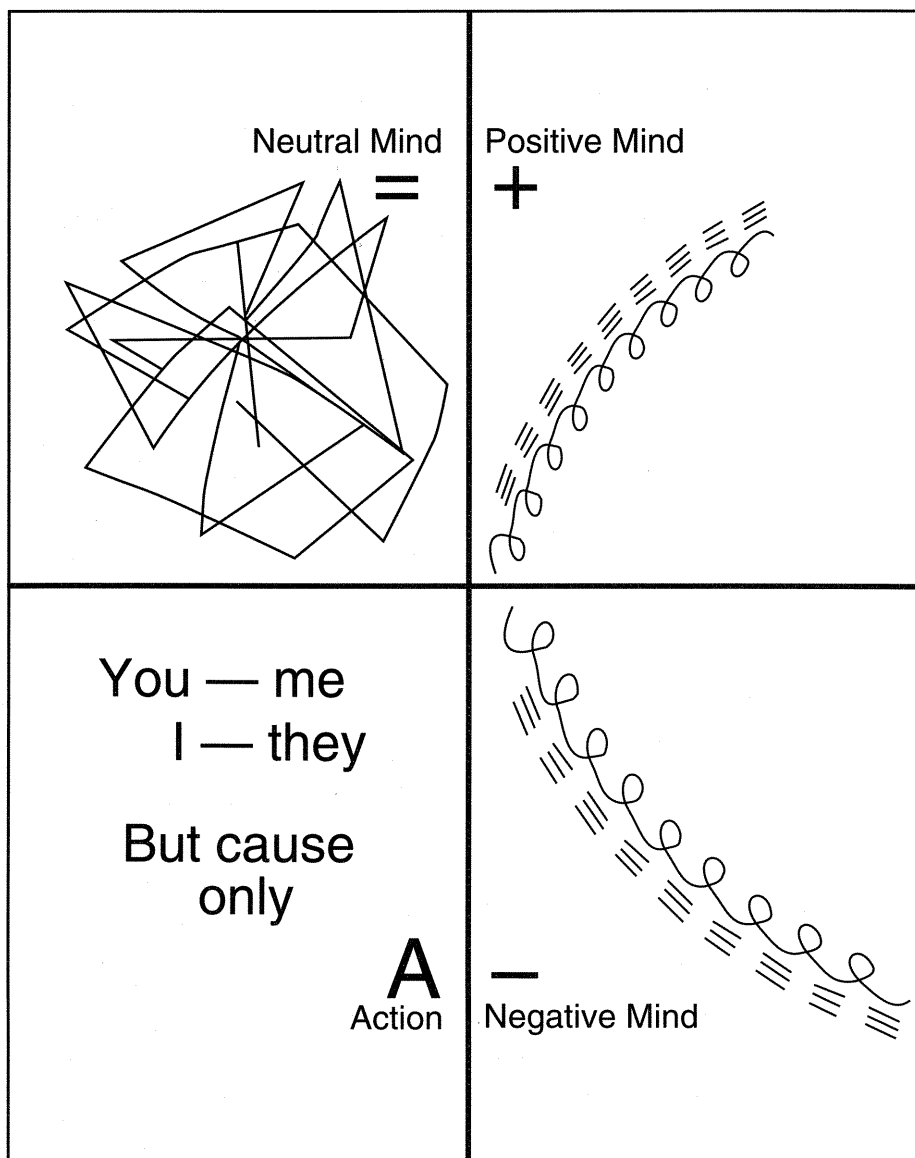 Neutral Mind
=
Positive Mind
+
You — me
I — they
But cause
only
A
Action
—
Negative Mind